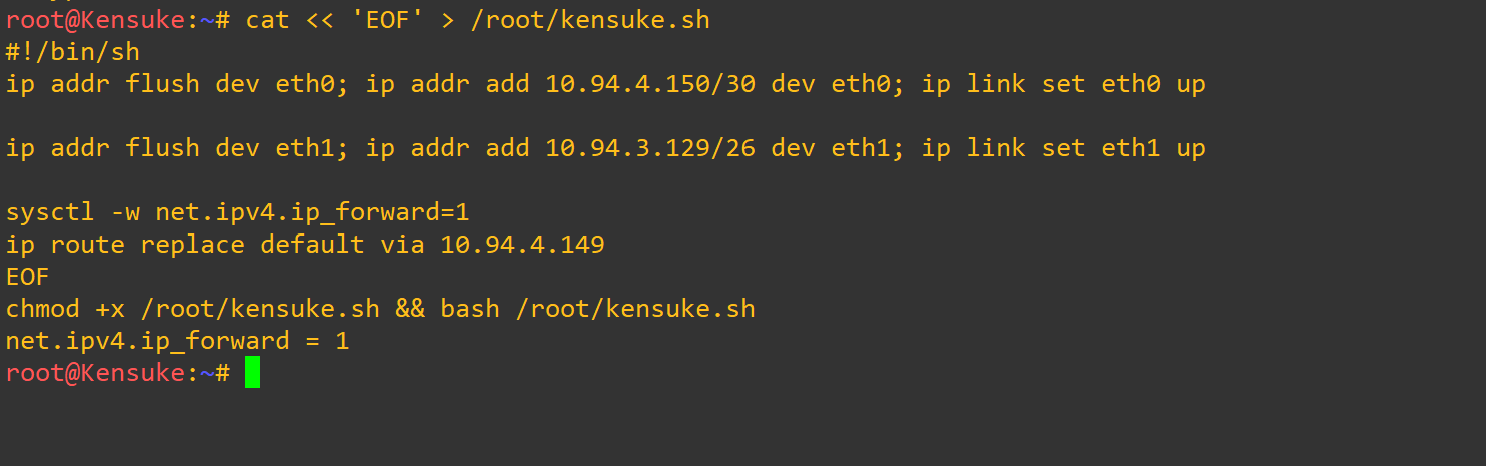 root@Kensuke:~# cat << 'EOF' > /root/kensuke.sh
#!/bin/sh
ip addr flush dev eth0; ip addr add 10.94.4.150/30 dev eth0; ip link set eth0 up
ip addr flush dev eth1; ip addr add 10.94.3.129/26 dev eth1; ip link set eth1 up
sysctl -w net.ipv4.ip_forward=1
ip route replace default via 10.94.4.149
EOF
chmod +x /root/kensuke.sh && bash /root/kensuke.sh
net.ipv4.ip_forward = 1
root@Kensuke:~#